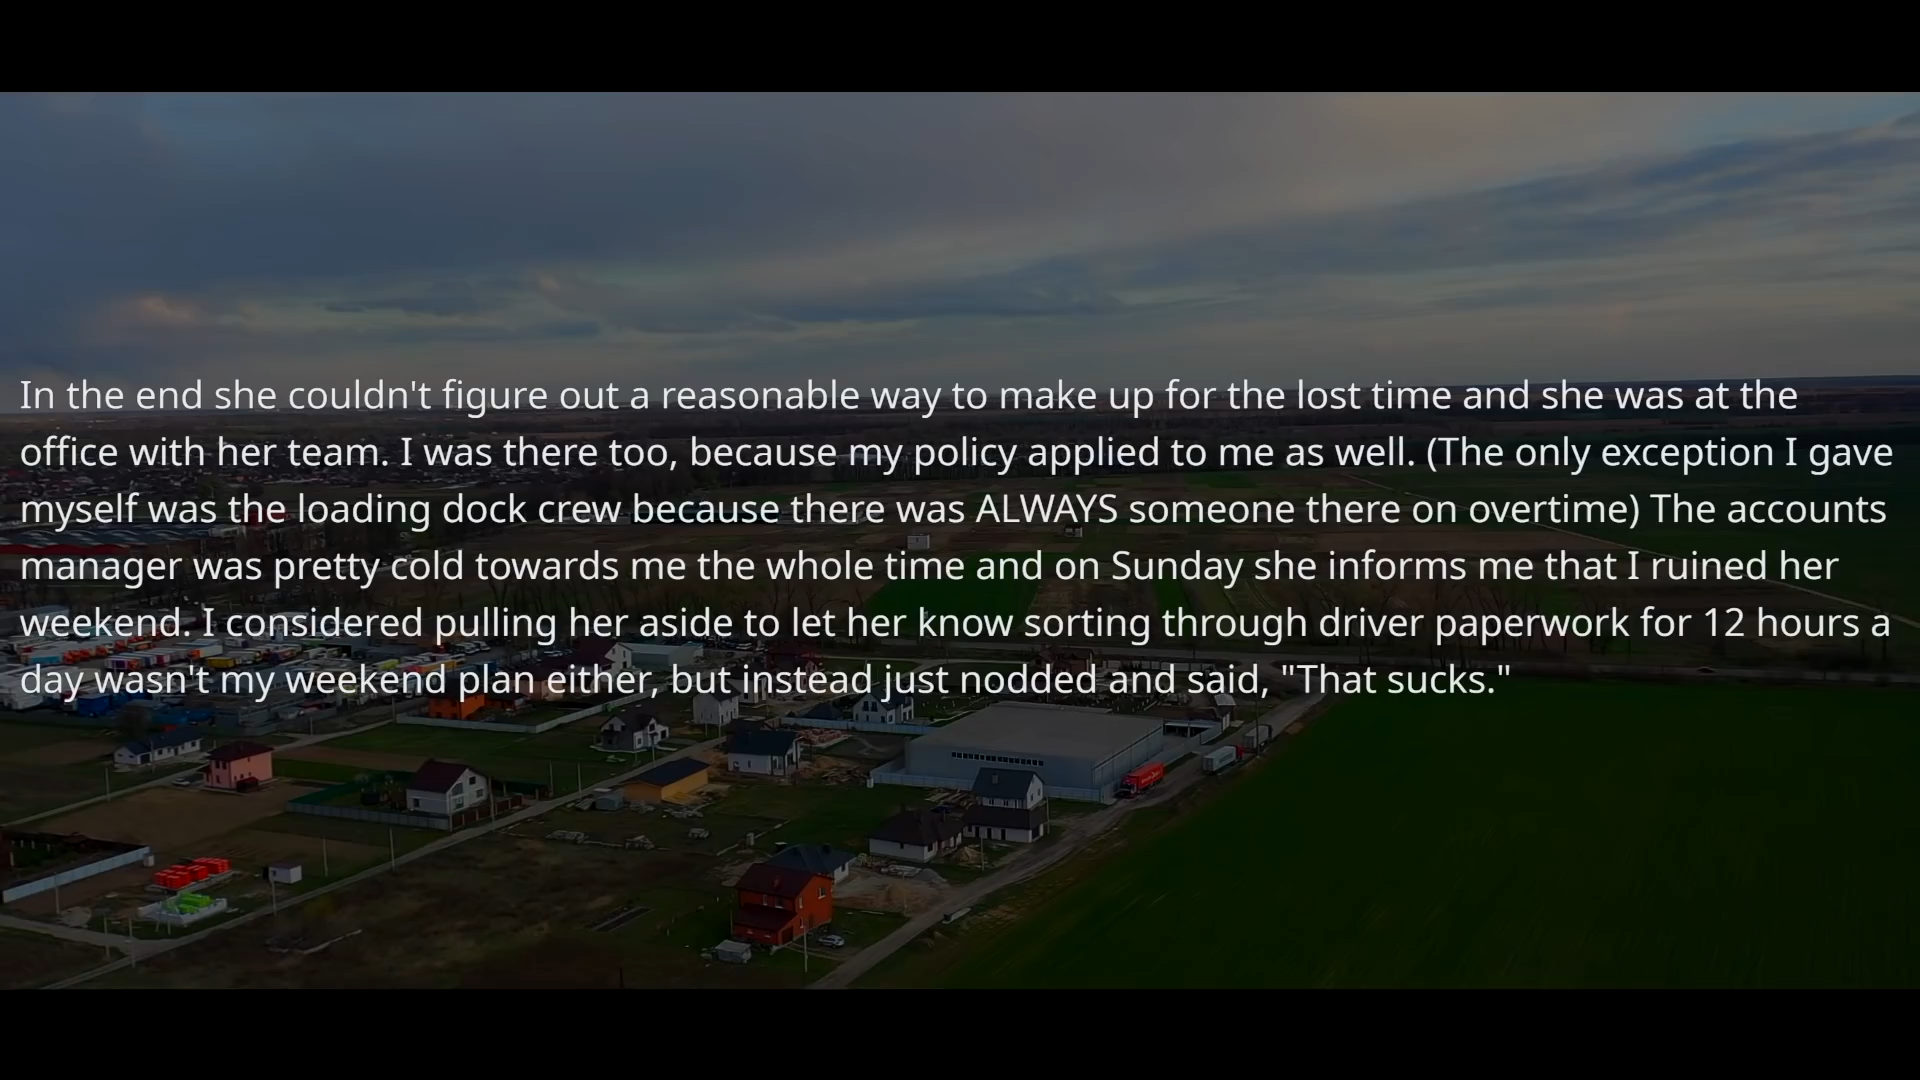 In the end she couldn't figure out a reasonable way to make up for the lost time and she was at the
office with her team. I was there too, because my policy applied to me as well. (The only exception I gave
myself was the loading dock crew because there was ALWAYS someone there on overtime) The accounts
manager was pretty cold towards me the whole time and on Sunday she informs me that I ruined her
weekend. I considered pulling her aside to let her know sorting through driver paperwork for 12 hours a
day wasn't my weekend plan either, but instead just nodded and said, "That sucks."